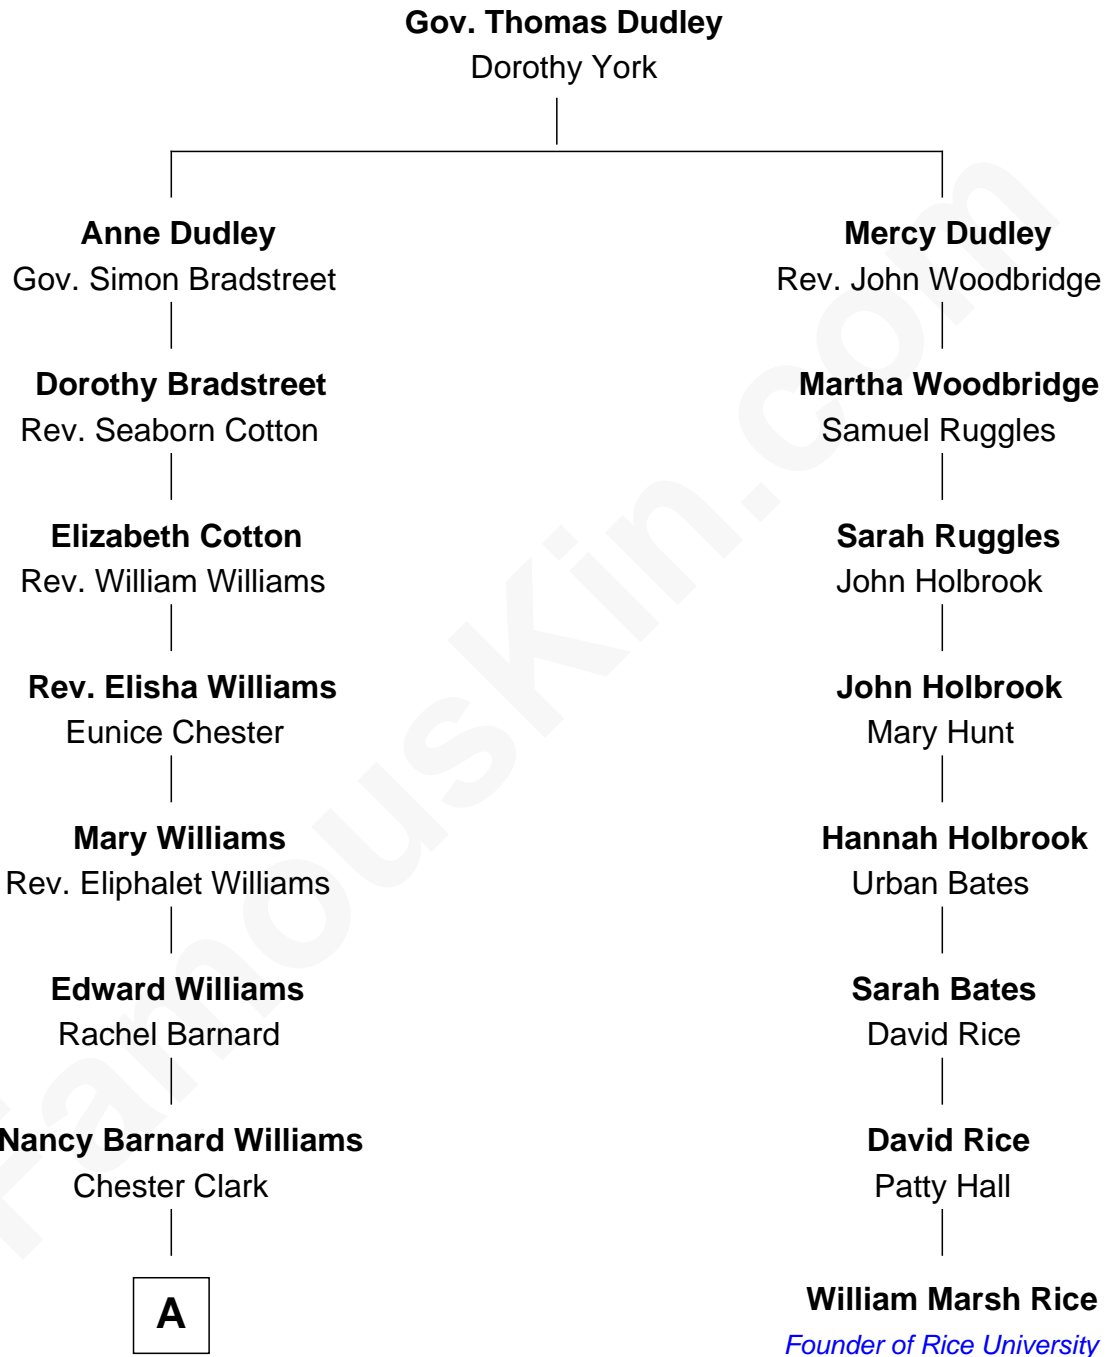 Gov. Thomas Dudley
Dorothy York
Anne Dudley
Gov. Simon Bradstreet
Dorothy Bradstreet
Rev. Seaborn Cotton
Elizabeth Cotton
Rev. William Williams
Rev. Elisha Williams
Eunice Chester
Mary Williams
Rev. Eliphalet Williams
Edward Williams
Rachel Barnard
Nancy Barnard Williams
Chester Clark
A
Mercy Dudley
Rev. John Woodbridge
Martha Woodbridge
Samuel Ruggles
Sarah Ruggles
John Holbrook
John Holbrook
Mary Hunt
Hannah Holbrook
Urban Bates
Sarah Bates
David Rice
David Rice
Patty Hall
William Marsh Rice
Founder of Rice University
FamousKin.com